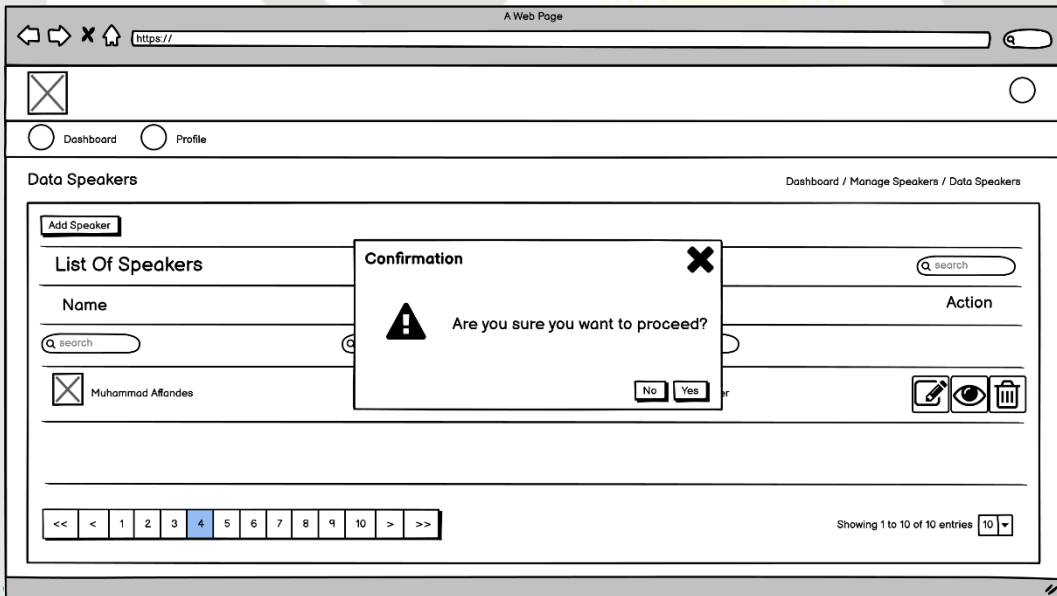 A Web Page
https://
Dashboard Profile
Data Speakers
Dashboard / Manage Speakers / Data Speakers
Add Speaker
List Of Speakers
search
Confirmation
Name
Action
Are you sure you want to proceed?
search
Muhammad Affandes
No Yes
<< < 1 2 3 4 5 6 7 8 9 10 > >>
Showing 1 to 10 of 10 entries 10